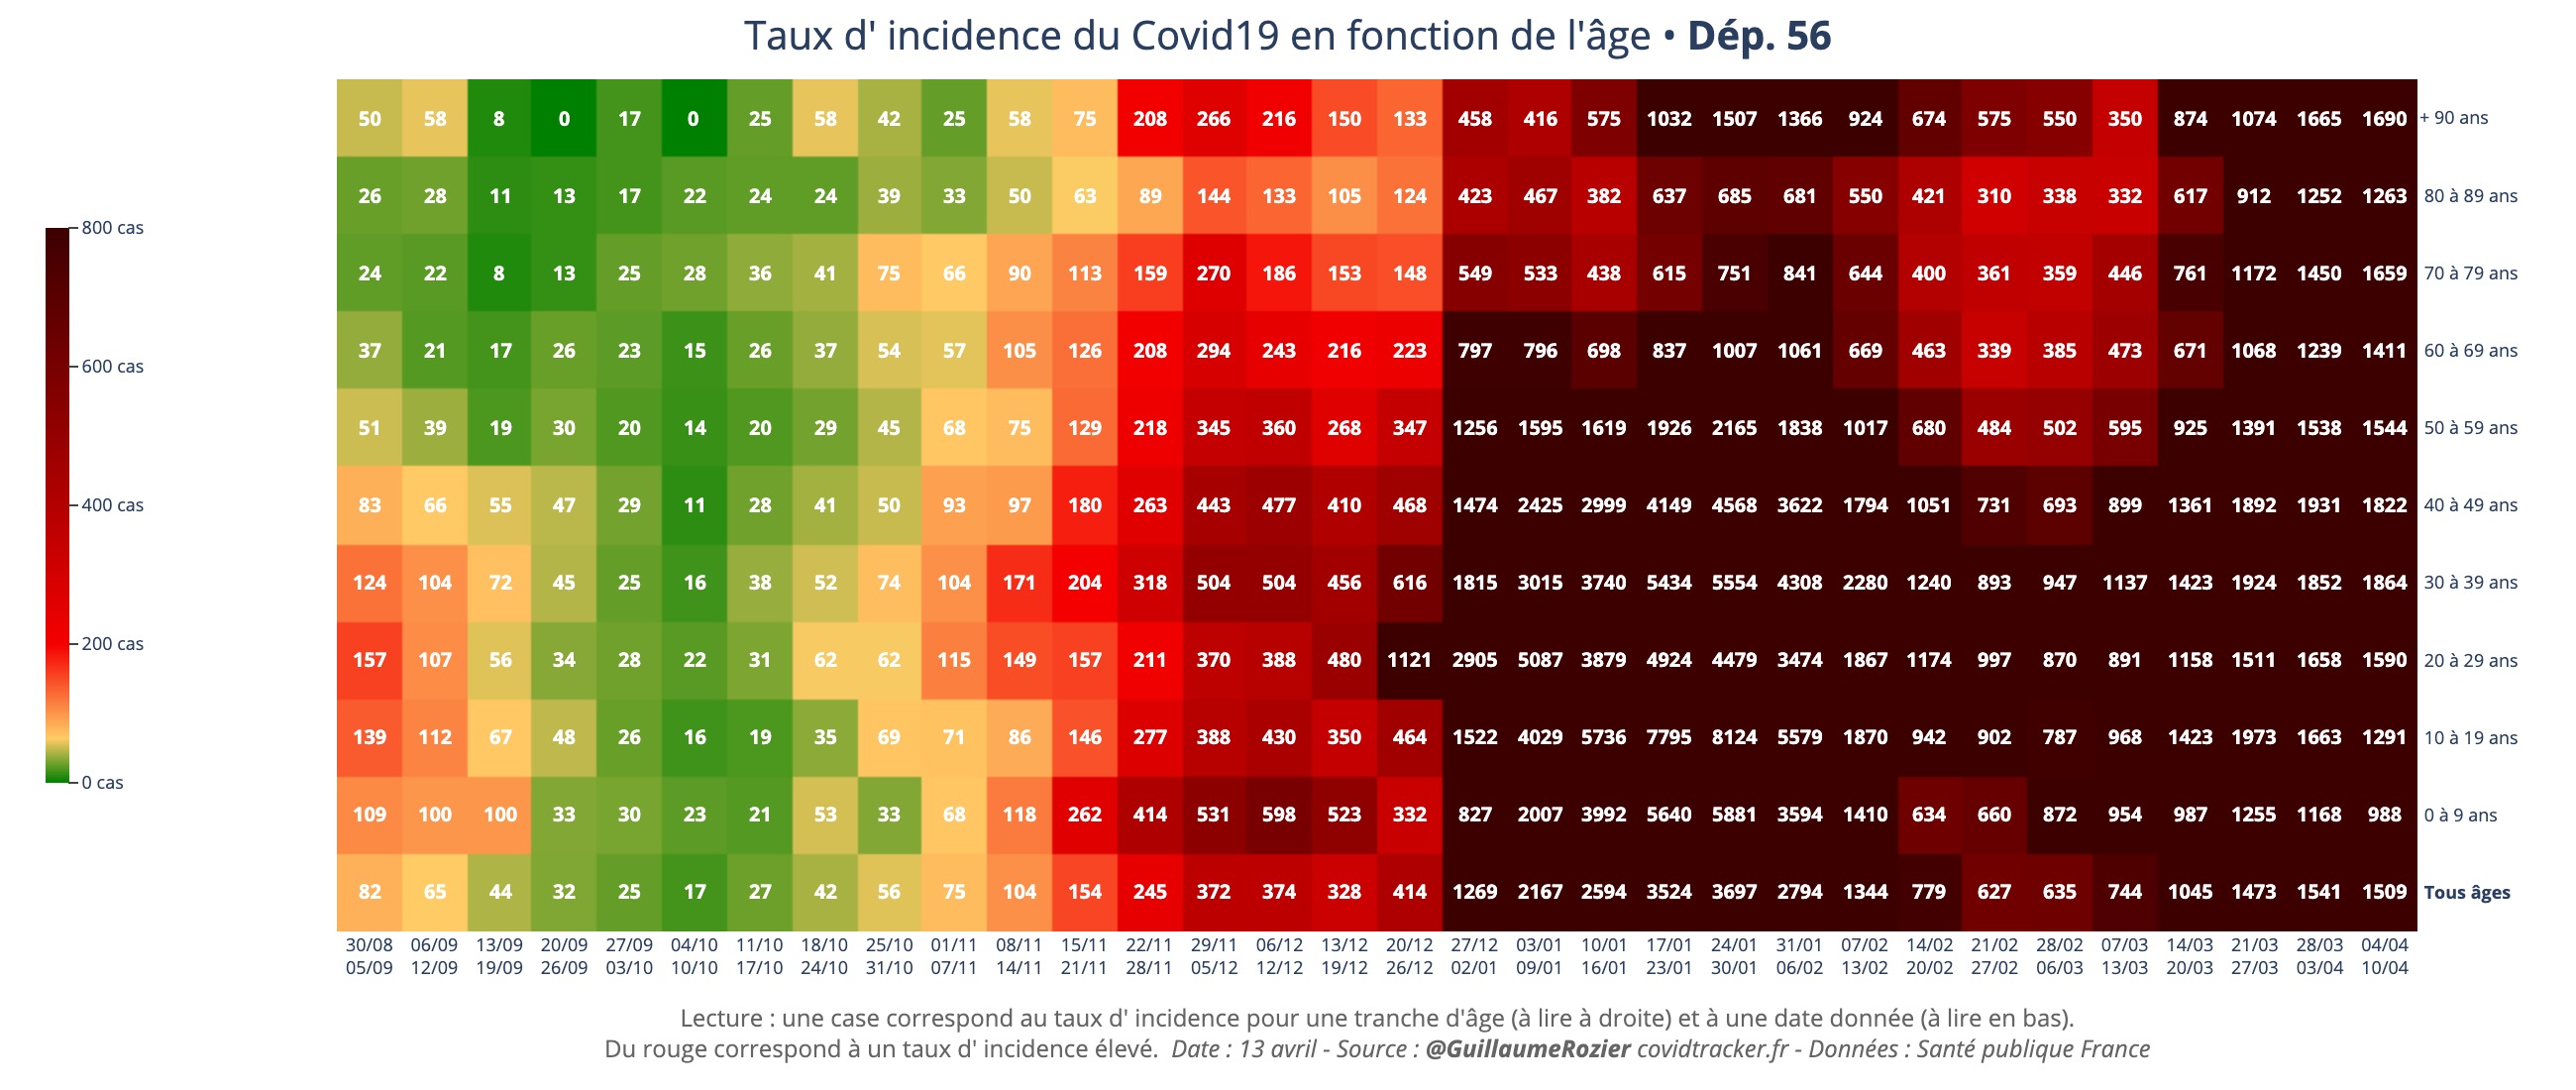 Taux d' incidence du Covid19 en fonction de l'âge • Dép. 56
800 cas
600 cas
400 cas
200 cas
0 cas
50 58 8 0 17 0 25 58 42 25 58 75 208 266 216 150 133 458 416 575 1032 1507 1366 924 674 575 550 350 874 1074 1665 1690 + 90 ans
26 28 11 13 17 22 24 24 39 33 50 63 89 144 133 105 124 423 467 382 637 685 681 550 421 310 338 332 617 912 1252 1263 80 à 89 ans
24 22 8 13 25 28 36 41 75 66 90 113 159 270 186 153 148 549 533 438 615 751 841 644 400 361 359 446 761 1172 1450 1659 70 à 79 ans
37 21 17 26 23 15 26 37 54 57 105 126 208 294 243 216 223 797 796 698 837 1007 1061 669 463 339 385 473 671 1068 1239 1411 60 à 69 ans
51 39 19 30 20 14 20 29 45 68 75 129 218 345 360 268 347 1256 1595 1619 1926 2165 1838 1017 680 484 502 595 925 1391 1538 1544 50 à 59 ans
83 66 55 47 29 11 28 41 50 93 97 180 263 443 477 410 468 1474 2425 2999 4149 4568 3622 1794 1051 731 693 899 1361 1892 1931 1822 40 à 49 ans
124 104 72 45 25 16 38 52 74 104 171 204 318 504 504 456 616 1815 3015 3740 5434 5554 4308 2280 1240 893 947 1137 1423 1924 1852 1864 30 à 39 ans
157 107 56 34 28 22 31 62 62 115 149 157 211 370 388 480 1121 2905 5087 3879 4924 4479 3474 1867 1174 997 870 891 1158 1511 1658 1590 20 à 29 ans
139 112 67 48 26 16 19 35 69 71 86 146 277 388 430 350 464 1522 4029 5736 7795 8124 5579 1870 942 902 787 968 1423 1973 1663 1291 10 à 19 ans
109 100 100 33 30 23 21 53 33 68 118 262 414 531 598 523 332 827 2007 3992 5640 5881 3594 1410 634 660 872 954 987 1255 1168 988 0 à 9 ans
82 65 44 32 25 17 27 42 56 75 104 154 245 372 374 328 414 1269 2167 2594 3524 3697 2794 1344 779 627 635 744 1045 1473 1541 1509 Tous âges
30/08 06/09 13/09 20/09 27/09 04/10 11/10 18/10 25/10 01/11 08/11 15/11 22/11 29/11 06/12 13/12 20/12 27/12 03/01 10/01 17/01 24/01 31/01 07/02 14/02 21/02 28/02 07/03 14/03 21/03 28/03 04/04
05/09 12/09 19/09 26/09 03/10 10/10 17/10 24/10 31/10 07/11 14/11 21/11 28/11 05/12 12/12 19/12 26/12 02/01 09/01 16/01 23/01 30/01 06/02 13/02 20/02 27/02 06/03 13/03 20/03 27/03 03/04 10/04
Lecture : une case correspond au taux d' incidence pour une tranche d'âge (à lire à droite) et à une date donnée (à lire en bas).
Du rouge correspond à un taux d' incidence élevé. Date : 13 avril - Source : @GuillaumeRozier covidtracker.fr - Données : Santé publique France